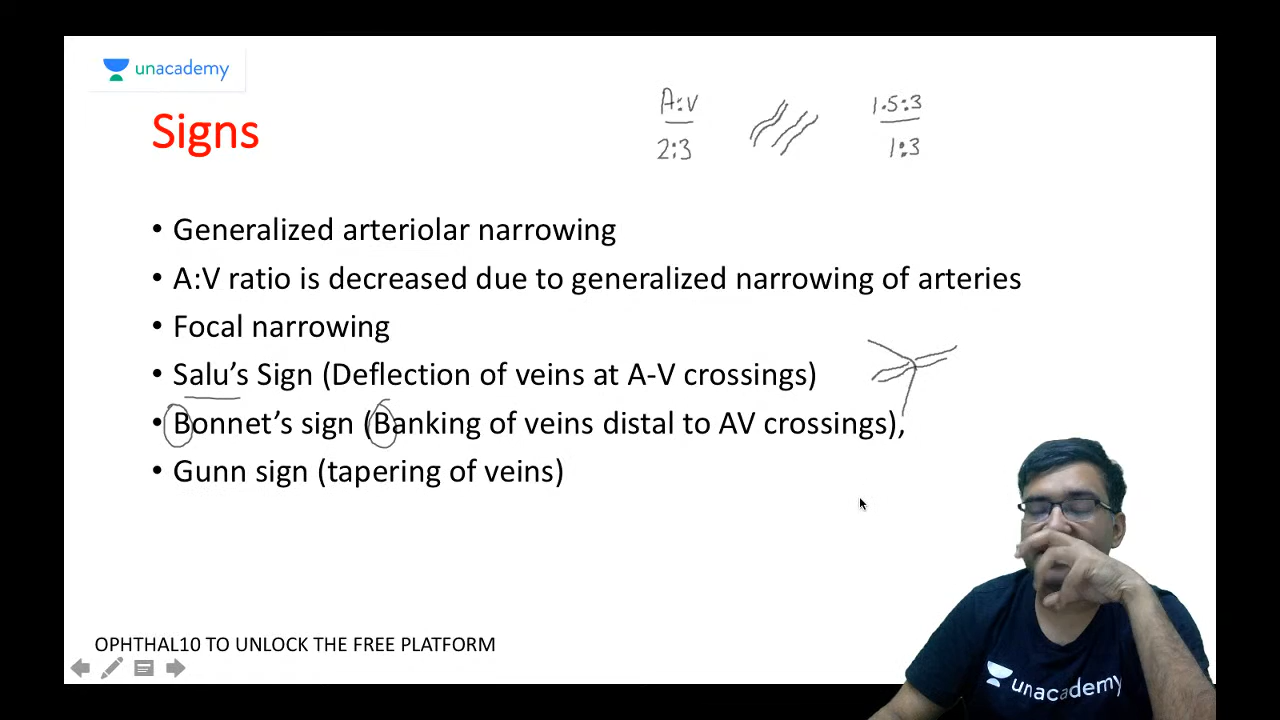 unacademy
A:V
1.5:3
Signs
2:3
1:3
• Generalized arteriolar narrowing
• A:V ratio is decreased due to generalized narrowing of arteries
• Focal narrowing
• Salu's Sign (Deflection of veins at A-V crossings)
• Bonnet's sign (Banking of veins distal to AV crossings),
• Gunn sign (tapering of veins)
unacademy
OPHTHAL10 TO UNLOCK THE FREE PLATFORM